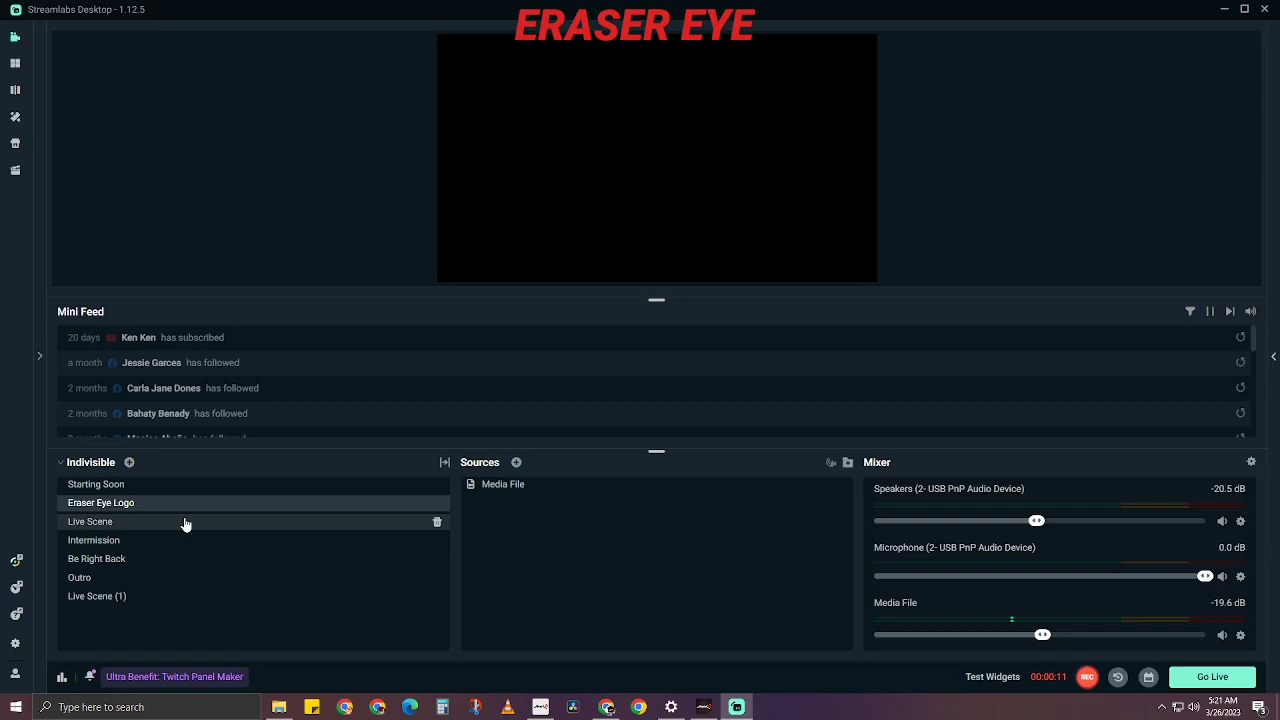 Streamlabs Desktop - 1.12.5
ERASER EYE
Mini Feed
20 days Ken Ken has subscribed
a month Jessie Garces has followed
2 months Carla Jane Dones has followed
2 months Bahaty Benady has followed
Indivisible
Starting Soon
Eraser Eye Logo
Live Scene
Intermission
Be Right Back
Outro
Live Scene (1)
Sources
Media File
Mixer
Speakers (2- USB PnP Audio Device) -20.5 dB
Microphone (2- USB PnP Audio Device) 0.0 dB
Media File -19.6 dB
Ultra Benefit: Twitch Panel Maker
Test Widgets 00:00:11 REC Go Live
Type here to search
5:21 AM
3/26/2023